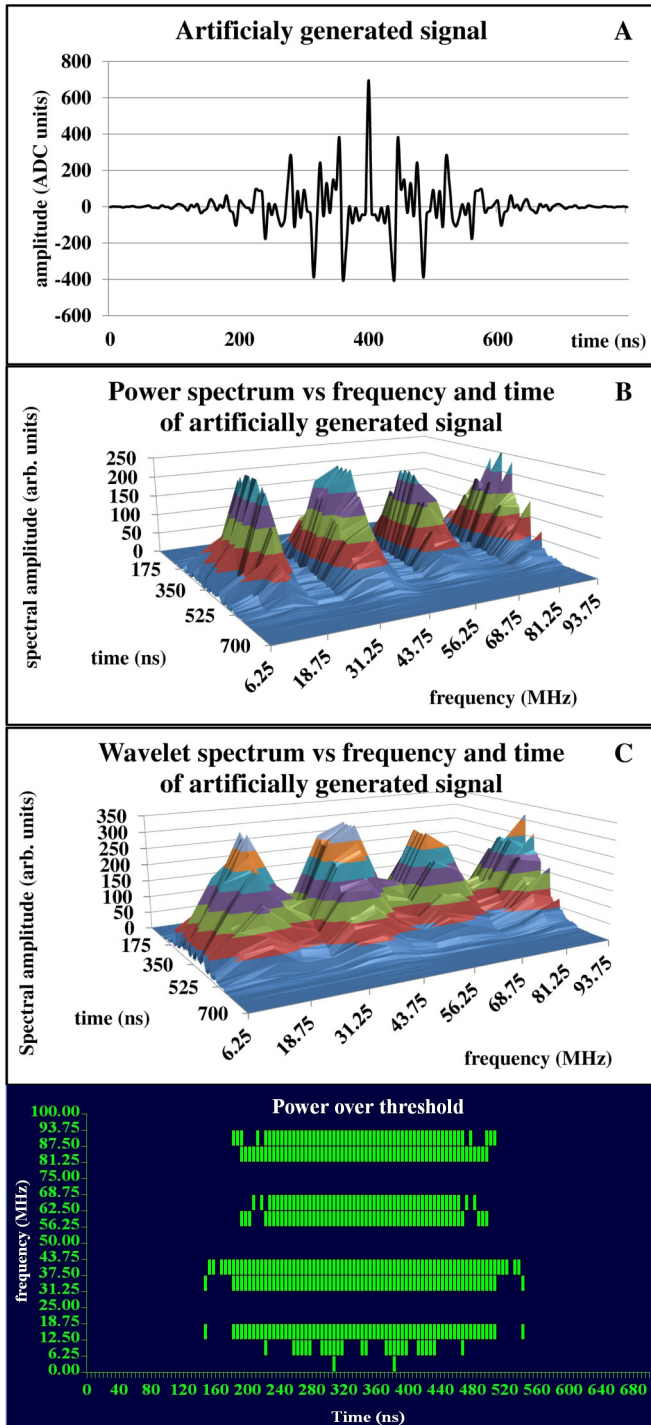 Artificialy generated signal A
amplitude (ADC units)
800
600
400
200
0
-200
-400
-600
0 200 400 600 time (ns)
Power spectrum vs frequency and time B
of artificially generated signal
spectral amplitude (arb. units)
250
200
150
100
50
0
175
350
525
700
time (ns)
6.25 18.75 31.25 43.75 56.25 68.75 81.25 93.75
frequency (MHz)
Wavelet spectrum vs frequency and time C
of artificially generated signal
Spectral amplitude (arb. units)
350
300
250
200
150
100
50
0
175
350
525
700
time (ns)
6.25 18.75 31.25 43.75 56.25 68.75 81.25 93.75
frequency (MHz)
Power over threshold
frequency (MHz)
100.00
93.75
87.50
81.25
75.00
68.75
62.50
56.25
50.00
43.75
37.50
31.25
25.00
18.75
12.50
6.25
0.00
0 40 80 120 160 200 240 280 320 360 400 440 480 520 560 600 640 680
Time (ns)